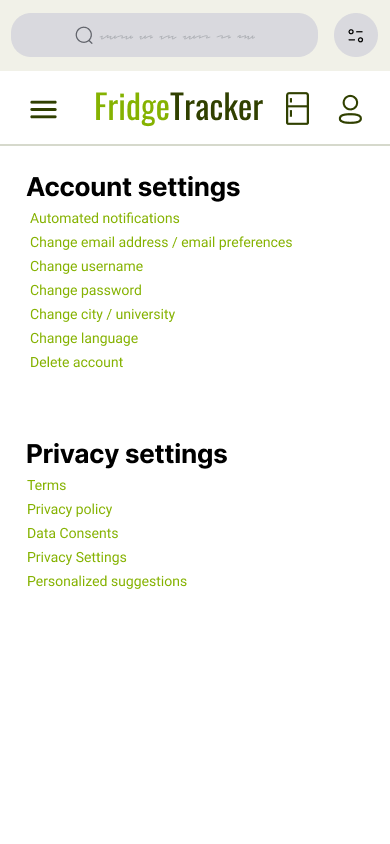 FridgeTracker
Account settings
Automated notifications
Change email address / email preferences
Change username
Change password
Change city / university
Change language
Delete account
Privacy settings
Terms
Privacy policy
Data Consents
Privacy Settings
Personalized suggestions